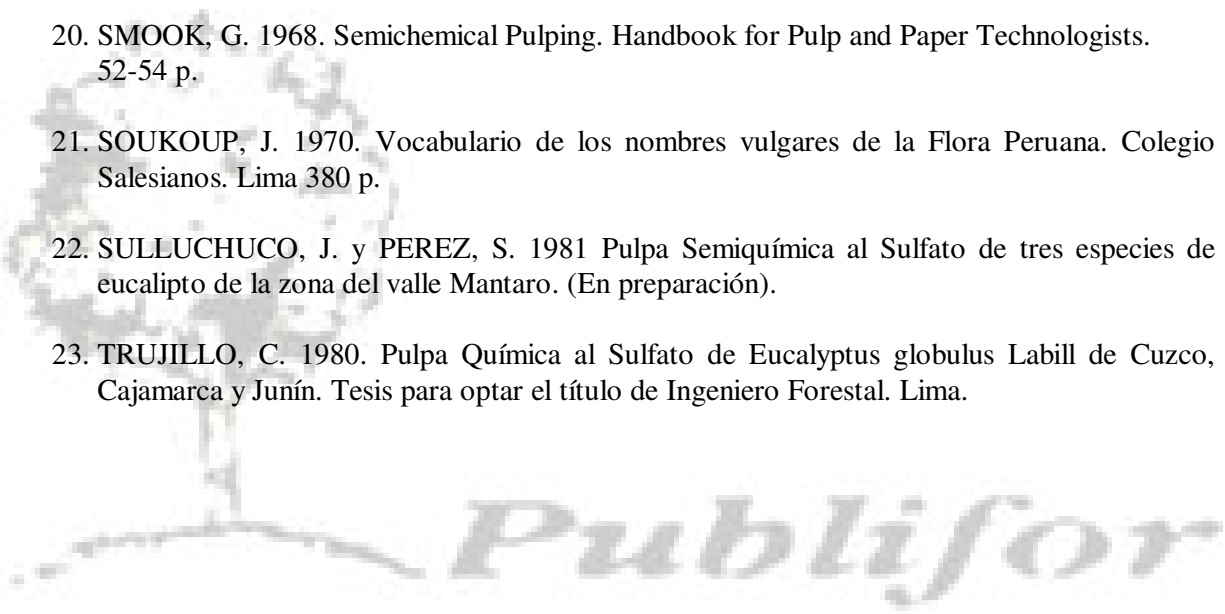 20. SMOOK, G. 1968. Semichemical Pulping. Handbook for Pulp and Paper Technologists.
52-54 p.
21. SOUKOUP, J. 1970. Vocabulario de los nombres vulgares de la Flora Peruana. Colegio
Salesianos. Lima 380 p.
22. SULLUCHUCO, J. y PEREZ, S. 1981 Pulpa Semiquímica al Sulfato de tres especies de
eucalipto de la zona del valle Mantaro. (En preparación).
23. TRUJILLO, C. 1980. Pulpa Química al Sulfato de Eucalyptus globulus Labill de Cuzco,
Cajamarca y Junín. Tesis para optar el título de Ingeniero Forestal. Lima.
Publifor